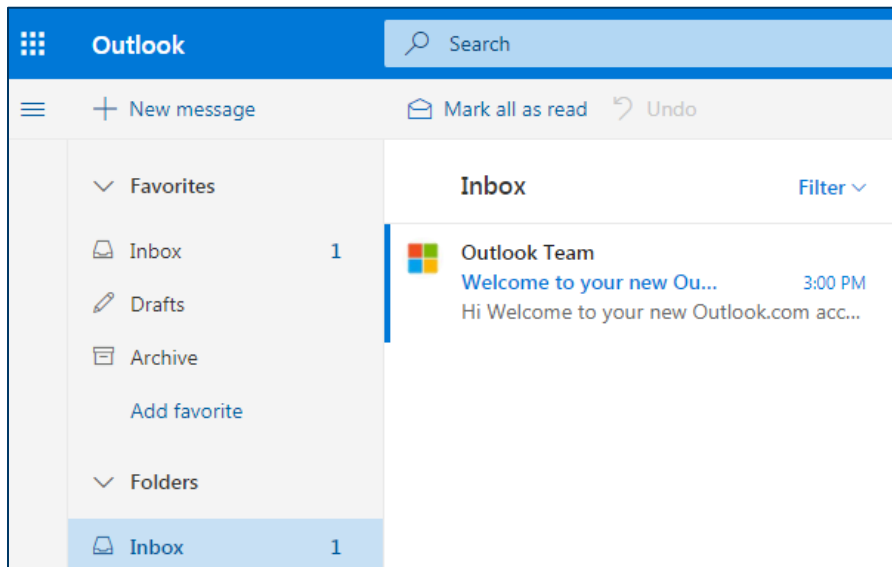 Outlook
Search
New message
Mark all as read
Undo
Favorites
Inbox 1
Drafts
Archive
Add favorite
Folders
Inbox 1
Inbox
Filter
Outlook Team
Welcome to your new Ou... 3:00 PM
Hi Welcome to your new Outlook.com acc...